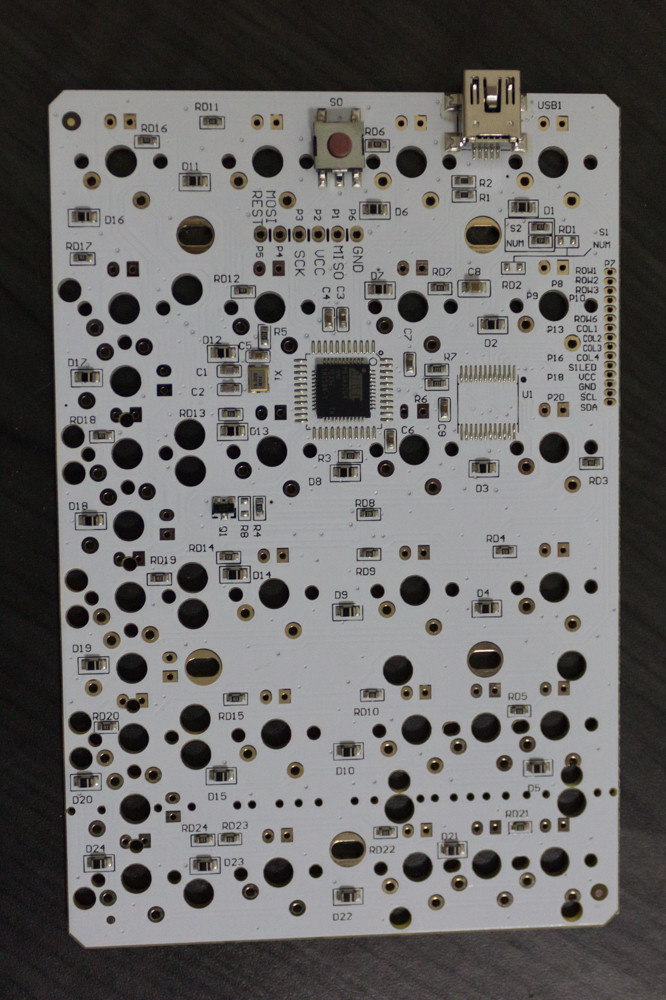 RD11
S0
USB1
RD16
RD6
D11
R2
R1
D16
D6
D1
REST
MOSI
P3
P2
P1
P6
S2
RD1
S1
NUM
NUM
P5
P4
SCK
VCC
MISO
GND
RD17
P7
ROW1
ROW2
ROW3
RD12
D7
RD7
C8
RD2
P8
P9
P10
C4
C3
ROW6
COL1
COL2
COL3
COL4
S1LED
VCC
GND
SCL
SDA
R5
D2
P13
D12
C5
C7
R7
P16
D17
C1
C2
X
P18
U1
RD18
RD13
R6
C9
P20
D13
C6
R3
D8
D3
RD3
D18
Q1
R8
R4
RD8
RD14
RD9
RD4
RD19
D14
D9
D4
D19
RD15
RD10
RD5
RD20
D10
D15
D5
D20
RD24
RD23
RD22
RD21
D21
D24
D23
D22